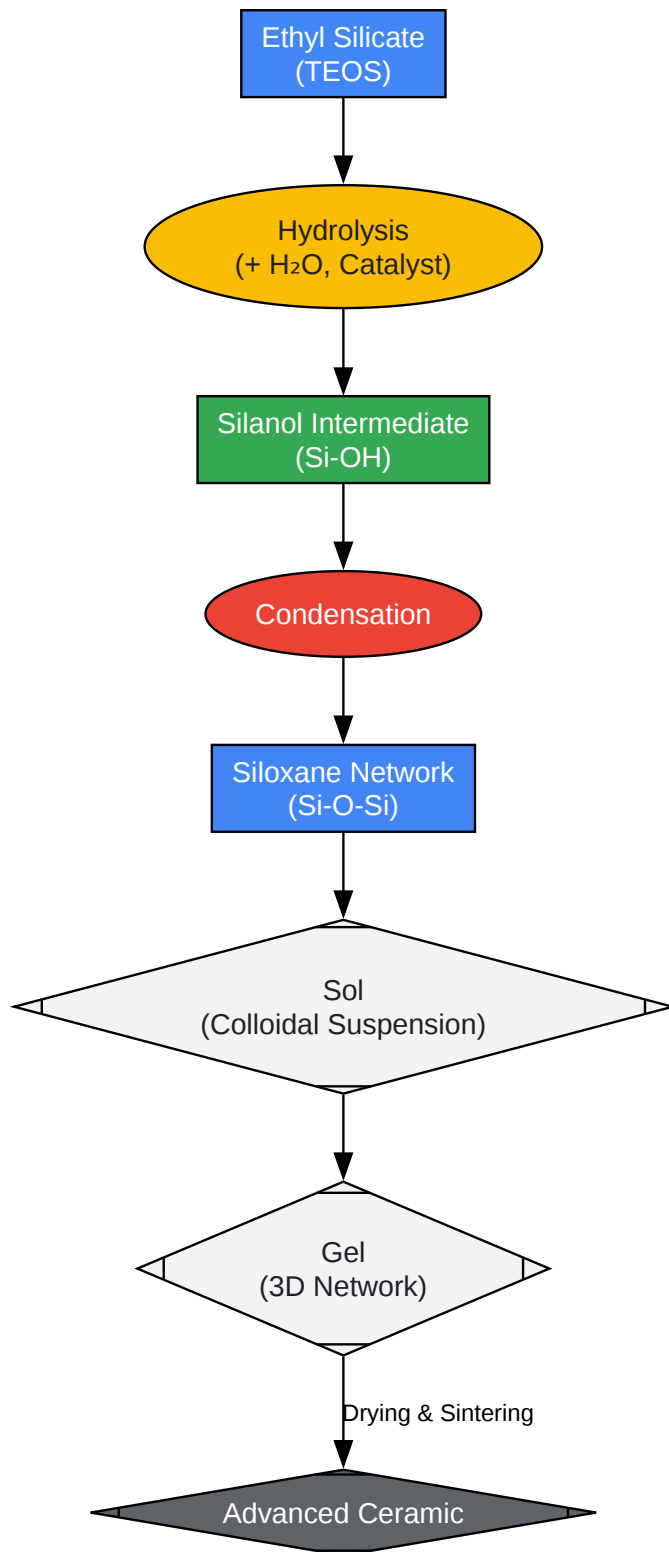 Ethyl Silicate
(TEOS)
Hydrolysis
(+ H₂O, Catalyst)
Silanol Intermediate
(Si-OH)
Condensation
Siloxane Network
(Si-O-Si)
Sol
(Colloidal Suspension)
Gel
(3D Network)
Drying & Sintering
Advanced Ceramic